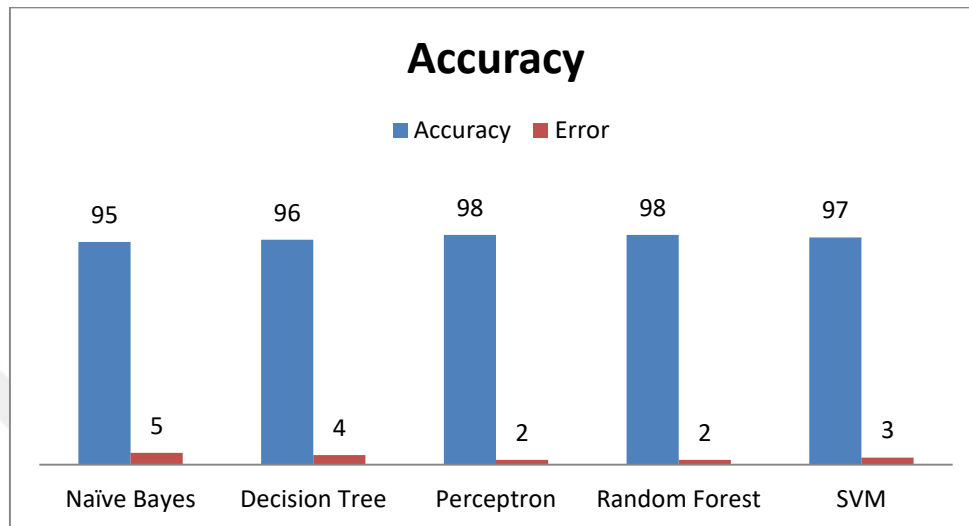 Accuracy
Accuracy Error
95 96 98 98 97
5 4 2 2 3
Naïve Bayes Decision Tree Perceptron Random Forest SVM